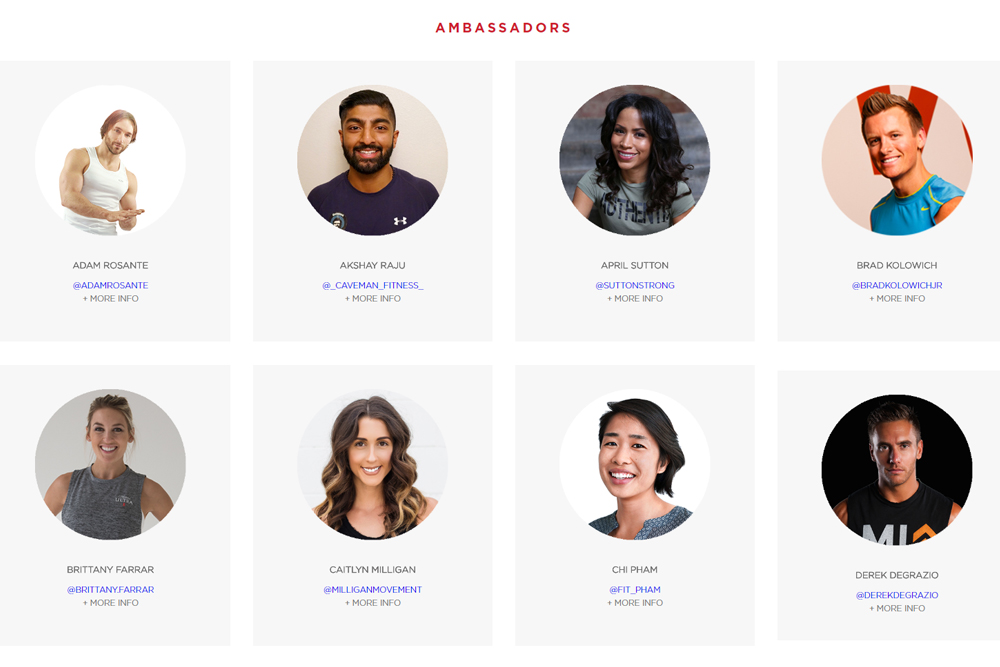 AMBASSADORS
ADAM ROSANTE
@ADAMROSANTE
+ MORE INFO
AKSHAY RAJU
@_CAVEMAN_FITNESS_
+ MORE INFO
APRIL SUTTON
@SUTTONSTRONG
+ MORE INFO
BRAD KOLOWICH
@BRADKOLOWICHJR
+ MORE INFO
BRITTANY FARRAR
@BRITTANY.FARRAR
+ MORE INFO
CAITLYN MILLIGAN
@MILLIGANMOVEMENT
+ MORE INFO
CHI PHAM
@FIT_PHAM
+ MORE INFO
DEREK DEGRAZIO
@DEREKDEGRAZIO
+ MORE INFO